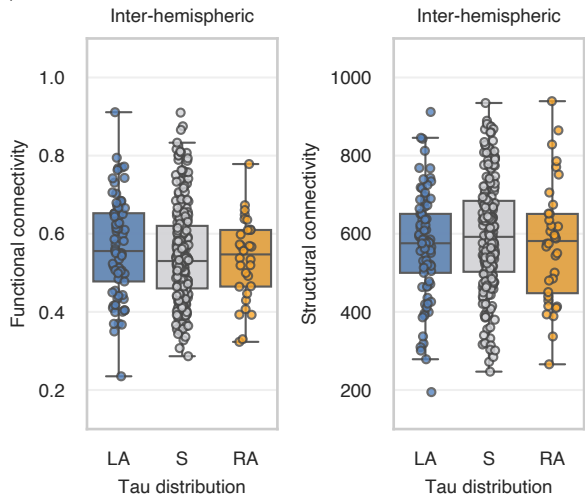 Inter-hemispheric
Functional connectivity
1.0
0.8
0.6
0.4
0.2
LA S RA
Tau distribution
Inter-hemispheric
Structural connectivity
1000
800
600
400
200
LA S RA
Tau distribution